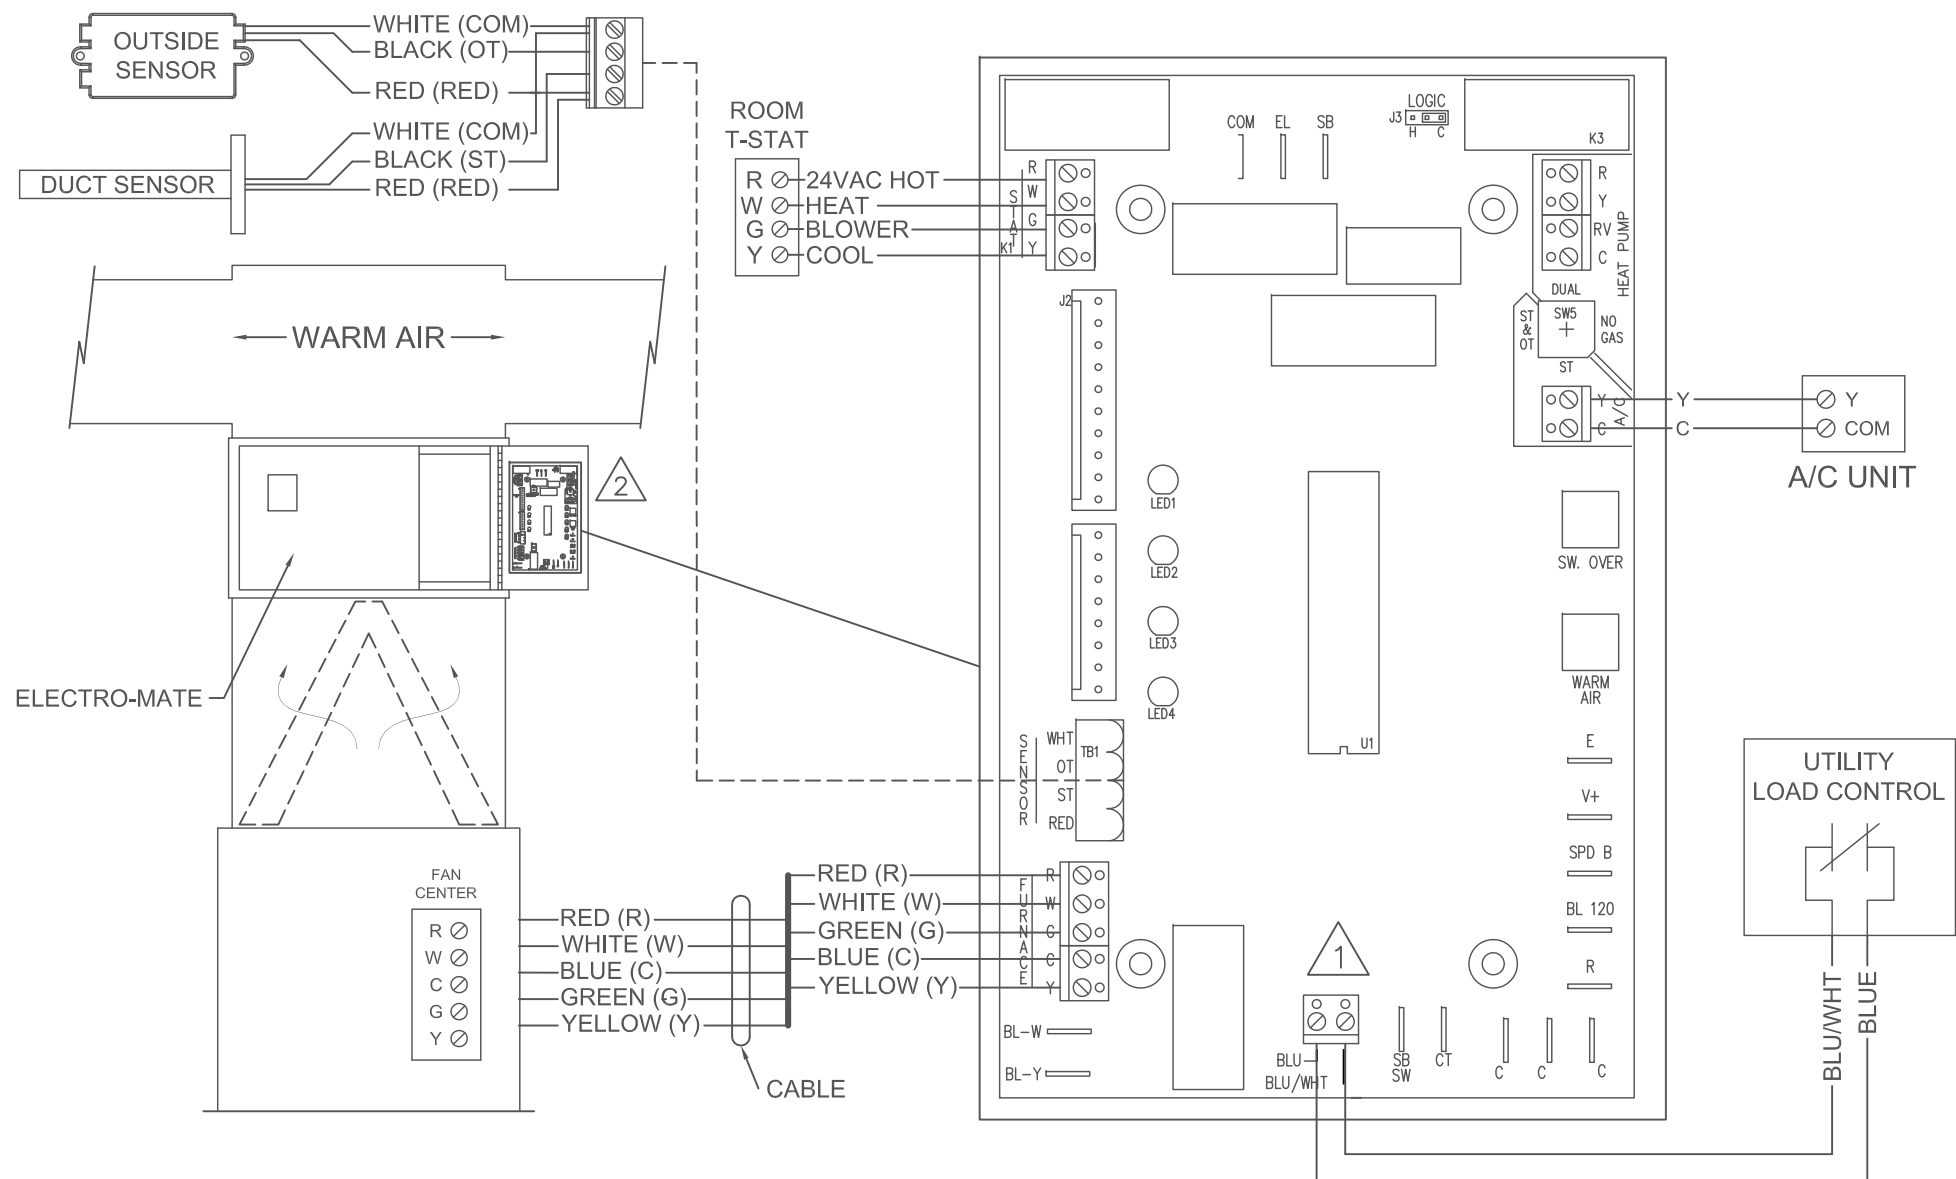 OUTSIDE
SENSOR
WHITE (COM)
BLACK (OT)
RED (RED)
WHITE (COM)
BLACK (ST)
RED (RED)
DUCT SENSOR
WARM AIR
2
ELECTRO-MATE
FAN
CENTER
R
W
C
G
Y
RED (R)
WHITE (W)
BLUE (C)
GREEN (G)
YELLOW (Y)
CABLE
RED (R)
WHITE (W)
GREEN (G)
BLUE (C)
YELLOW (Y)
ROOM
T-STAT
R 24VAC HOT
W HEAT
G BLOWER
Y COOL
STAT
K1
R
W
G
Y
COM EL SB
LOGIC
J3
H C
K3
R
Y
RV
C
HEAT PUMP
DUAL
SW5
ST
&
OT
NO
GAS
ST
Y
C
A/C
Y
C
Y
COM
A/C UNIT
J2
LED1
LED2
LED3
LED4
U1
SW. OVER
WARM
AIR
SENSOR
WHT
OT
ST
RED
TB1
E
V+
SPD B
BL 120
R
FURNACE
R
W
G
C
Y
BL-W
BL-Y
1
BLU
BLU/WHT
SB
SW
CT
C C C
UTILITY
LOAD CONTROL
BLU/WHT
BLUE